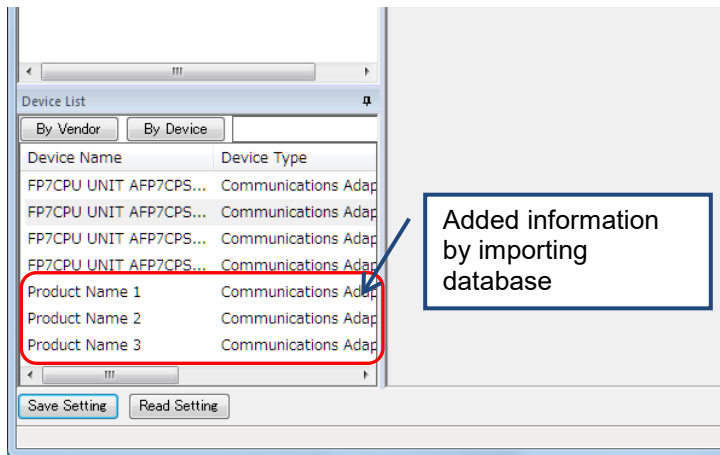 Device List
By Vendor By Device
Device Name Device Type
FP7CPU UNIT AFP7CPS... Communications Adap
FP7CPU UNIT AFP7CPS... Communications Adap
FP7CPU UNIT AFP7CPS... Communications Adap
FP7CPU UNIT AFP7CPS... Communications Adap
Product Name 1 Communications Adap
Product Name 2 Communications Adap
Product Name 3 Communications Adap
Added information
by importing
database
Save Setting Read Setting